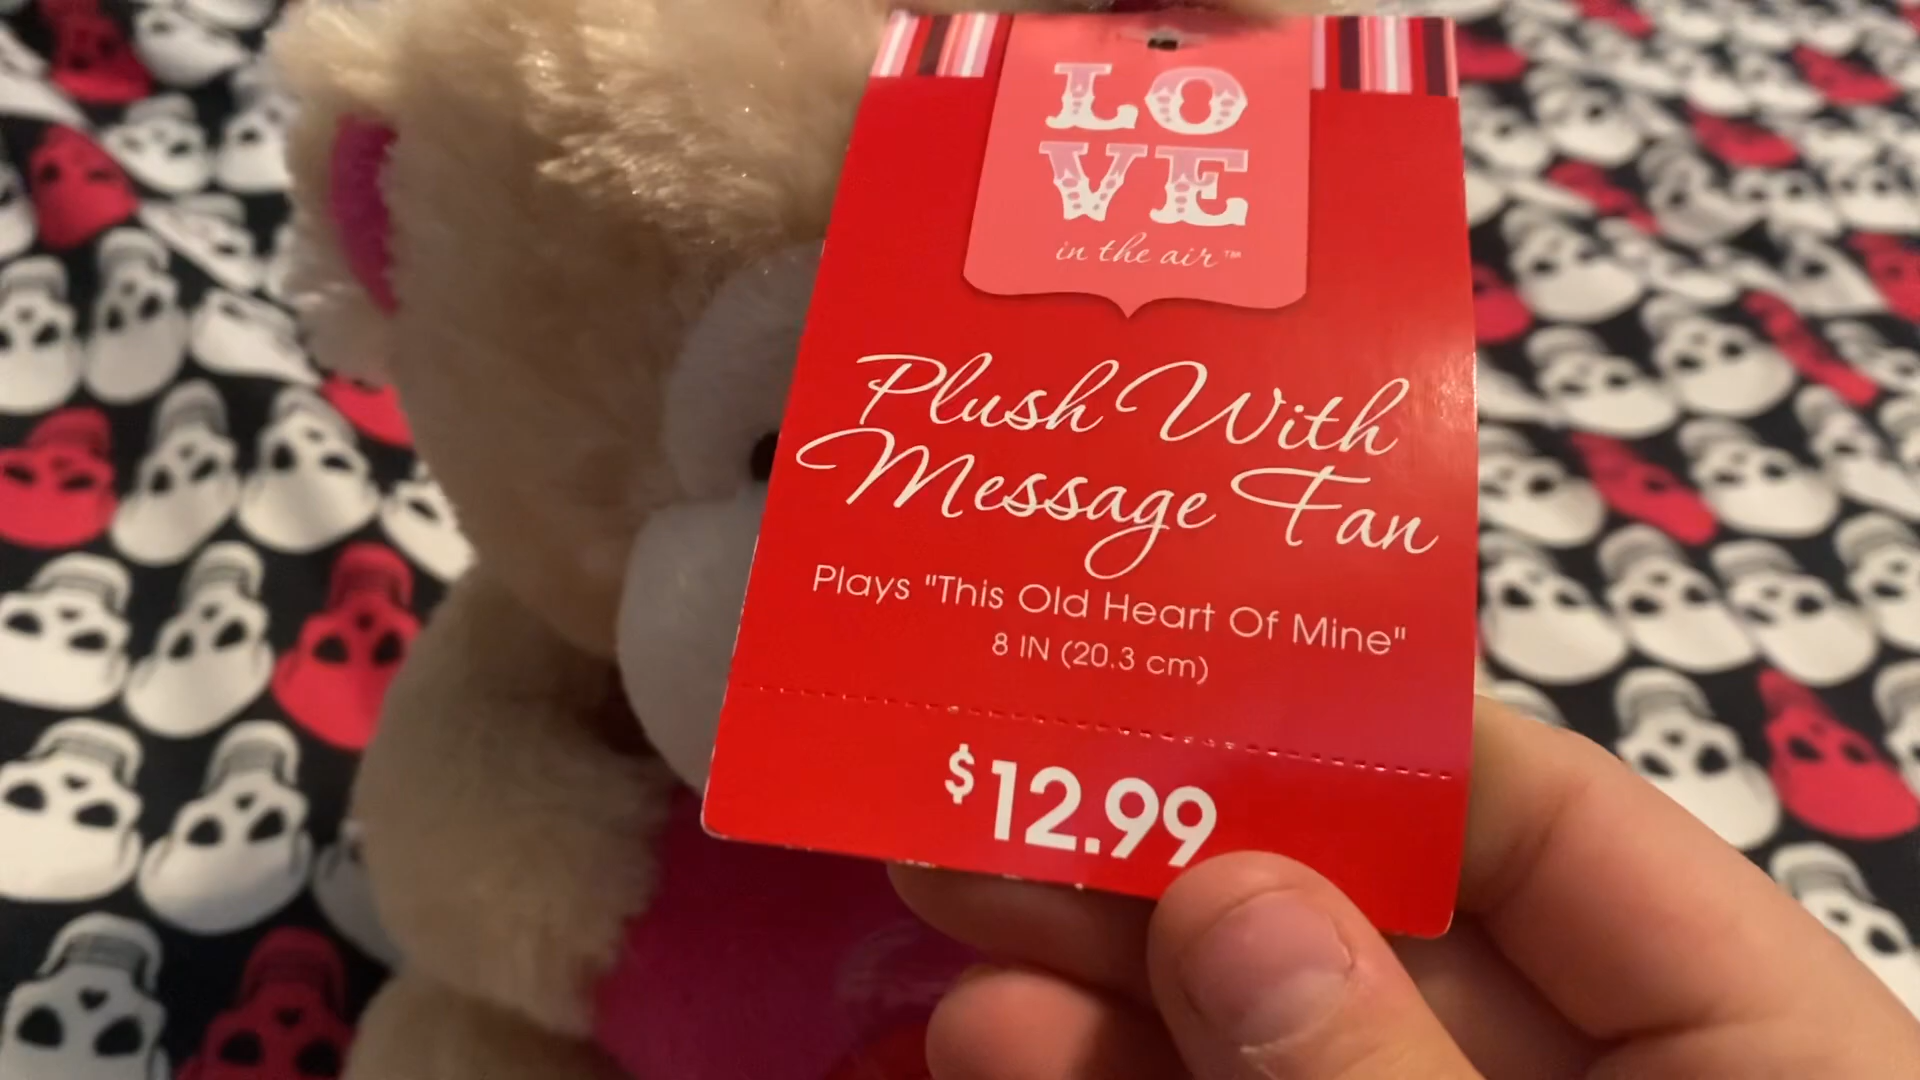 LO
VE
in the air™
Plush With
Message Fan
Plays "This Old Heart Of Mine"
8 IN (20.3 cm)
$12.99